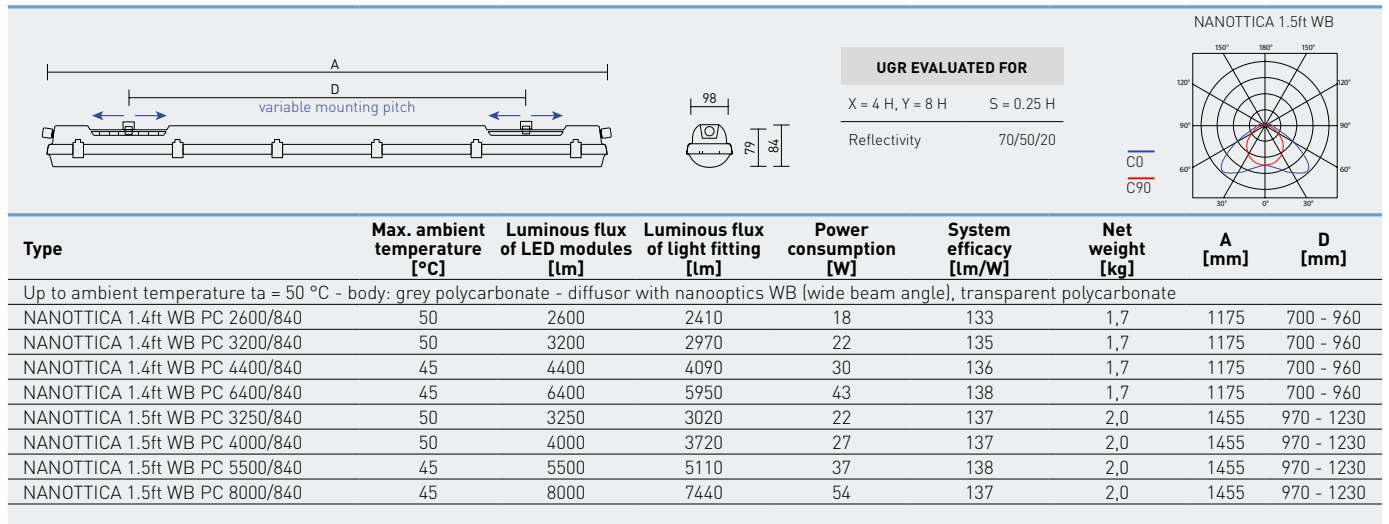 NANOTTICA 1.5ft WB
A
D
variable mounting pitch
98
79
84
UGR EVALUATED FOR
X = 4 H, Y = 8 H S = 0.25 H
Reflectivity 70/50/20
C0
C90
150° 180° 150°
120° 120°
90° 90°
60° 60°
30° 0° 30°
Type Max. ambient temperature [°C] Luminous flux of LED modules [lm] Luminous flux of light fitting [lm] Power consumption [W] System efficacy [lm/W] Net weight [kg] A [mm] D [mm]
Up to ambient temperature ta = 50 °C - body: grey polycarbonate - diffusor with nanooptics WB (wide beam angle), transparent polycarbonate
NANOTTICA 1.4ft WB PC 2600/840 50 2600 2410 18 133 1,7 1175 700 - 960
NANOTTICA 1.4ft WB PC 3200/840 50 3200 2970 22 135 1,7 1175 700 - 960
NANOTTICA 1.4ft WB PC 4400/840 45 4400 4090 30 136 1,7 1175 700 - 960
NANOTTICA 1.4ft WB PC 6400/840 45 6400 5950 43 138 1,7 1175 700 - 960
NANOTTICA 1.5ft WB PC 3250/840 50 3250 3020 22 137 2,0 1455 970 - 1230
NANOTTICA 1.5ft WB PC 4000/840 50 4000 3720 27 137 2,0 1455 970 - 1230
NANOTTICA 1.5ft WB PC 5500/840 45 5500 5110 37 138 2,0 1455 970 - 1230
NANOTTICA 1.5ft WB PC 8000/840 45 8000 7440 54 137 2,0 1455 970 - 1230